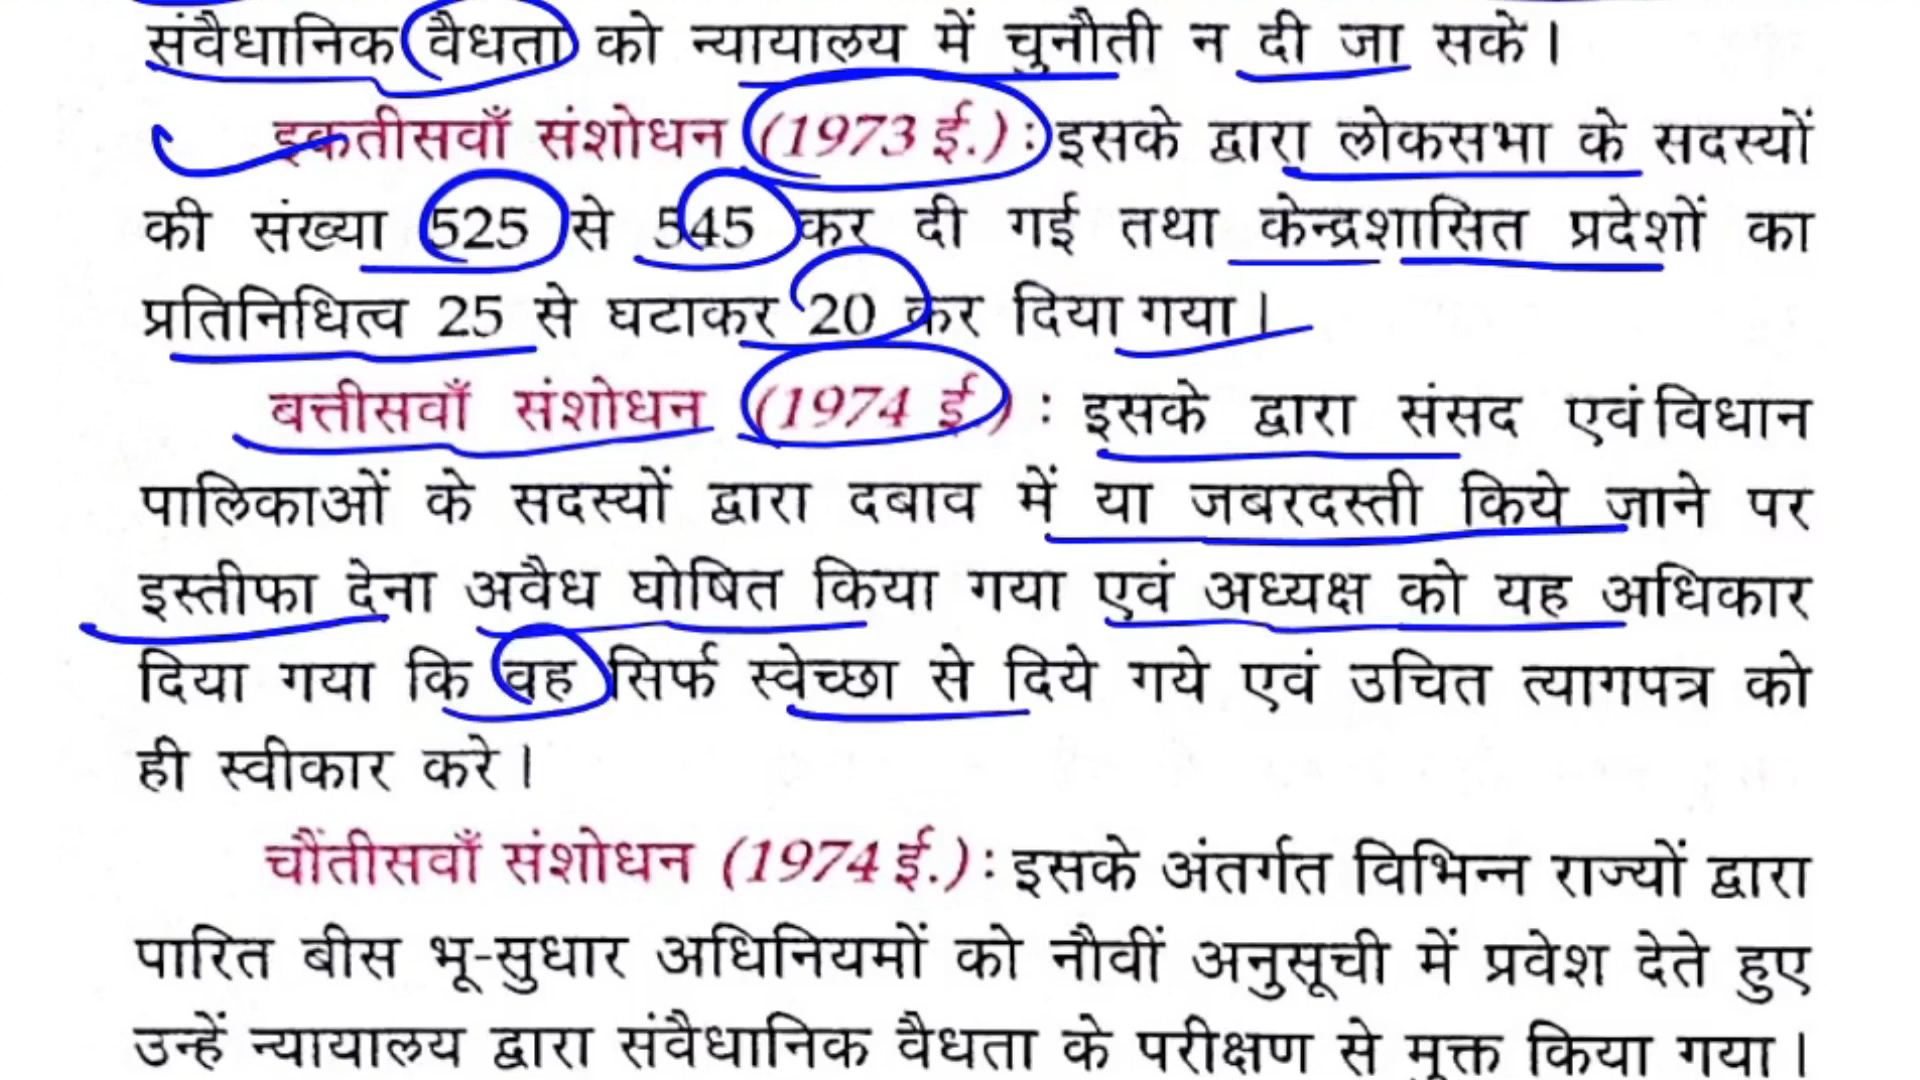 संवैधानिक वैधता को न्यायालय में चुनौती न दी जा सके।
इकतीसवाँ संशोधन (1973 ई.) : इसके द्वारा लोकसभा के सदस्यों
की संख्या 525 से 545 कर दी गई तथा केन्द्रशासित प्रदेशों का
प्रतिनिधित्व 25 से घटाकर 20 कर दिया गया।
बत्तीसवाँ संशोधन (1974 ई) : इसके द्वारा संसद एवं विधान
पालिकाओं के सदस्यों द्वारा दबाव में या जबरदस्ती किये जाने पर
इस्तीफा देना अवैध घोषित किया गया एवं अध्यक्ष को यह अधिकार
दिया गया कि वह सिर्फ स्वेच्छा से दिये गये एवं उचित त्यागपत्र को
ही स्वीकार करे।
चौंतीसवाँ संशोधन (1974 ई.) : इसके अंतर्गत विभिन्न राज्यों द्वारा
पारित बीस भू-सुधार अधिनियमों को नौवीं अनुसूची में प्रवेश देते हुए
उन्हें न्यायालय द्वारा संवैधानिक वैधता के परीक्षण से मुक्त किया गया।